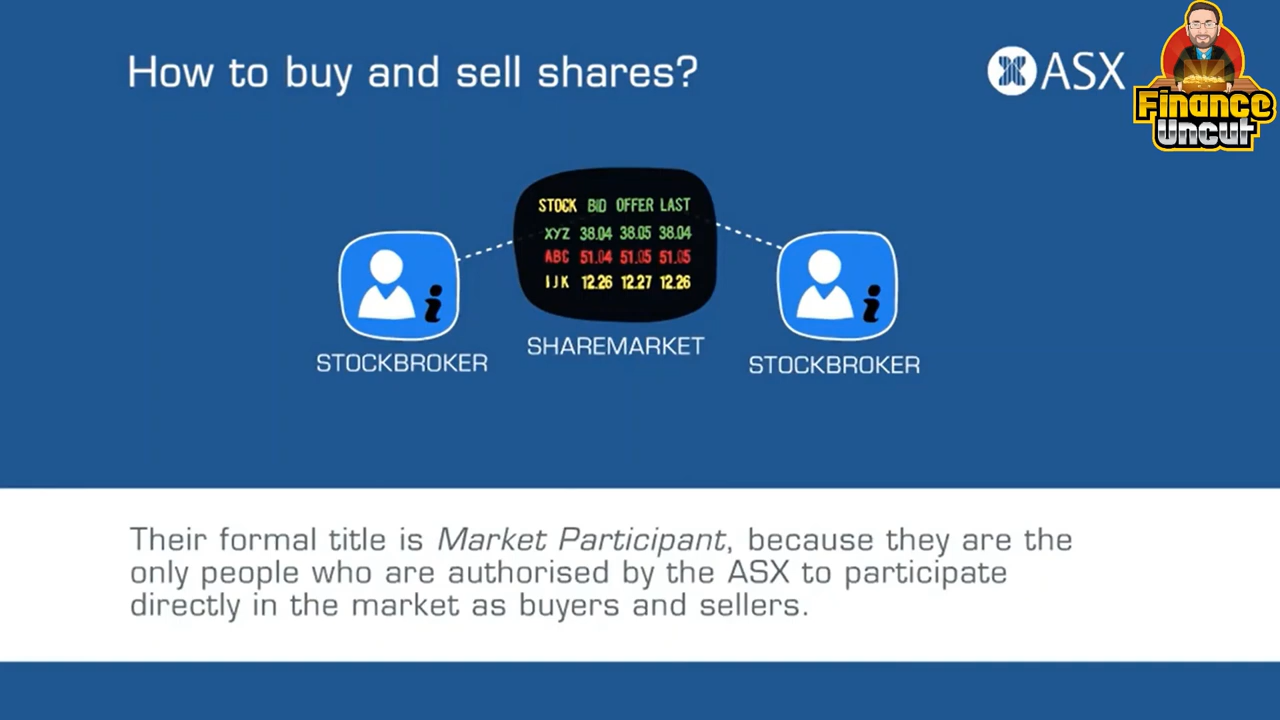 How to buy and sell shares?
ASX
Finance
Uncut
STOCK BID OFFER LAST
XYZ 38.04 38.05 38.04
ABC 51.04 51.05 51.05
IJK 12.26 12.27 12.26
i
i
STOCKBROKER
SHAREMARKET
STOCKBROKER
Their formal title is Market Participant, because they are the
only people who are authorised by the ASX to participate
directly in the market as buyers and sellers.